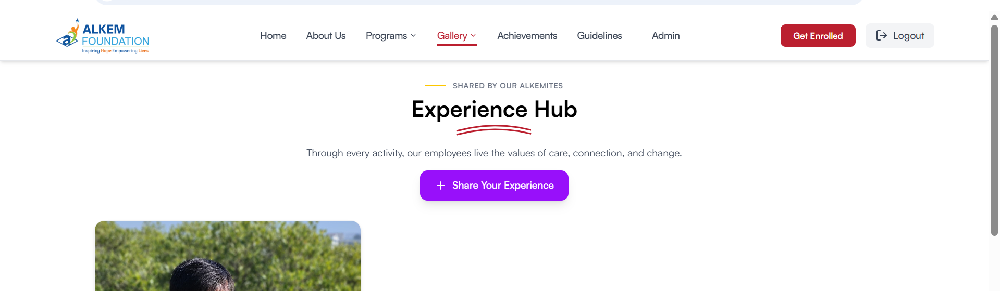 ALKEM
FOUNDATION
Inspiring Hope Empowering Lives
Home
About Us
Programs
Gallery
Achievements
Guidelines
Admin
Get Enrolled
Logout
SHARED BY OUR ALKEMITES
Experience Hub
Through every activity, our employees live the values of care, connection, and change.
Share Your Experience